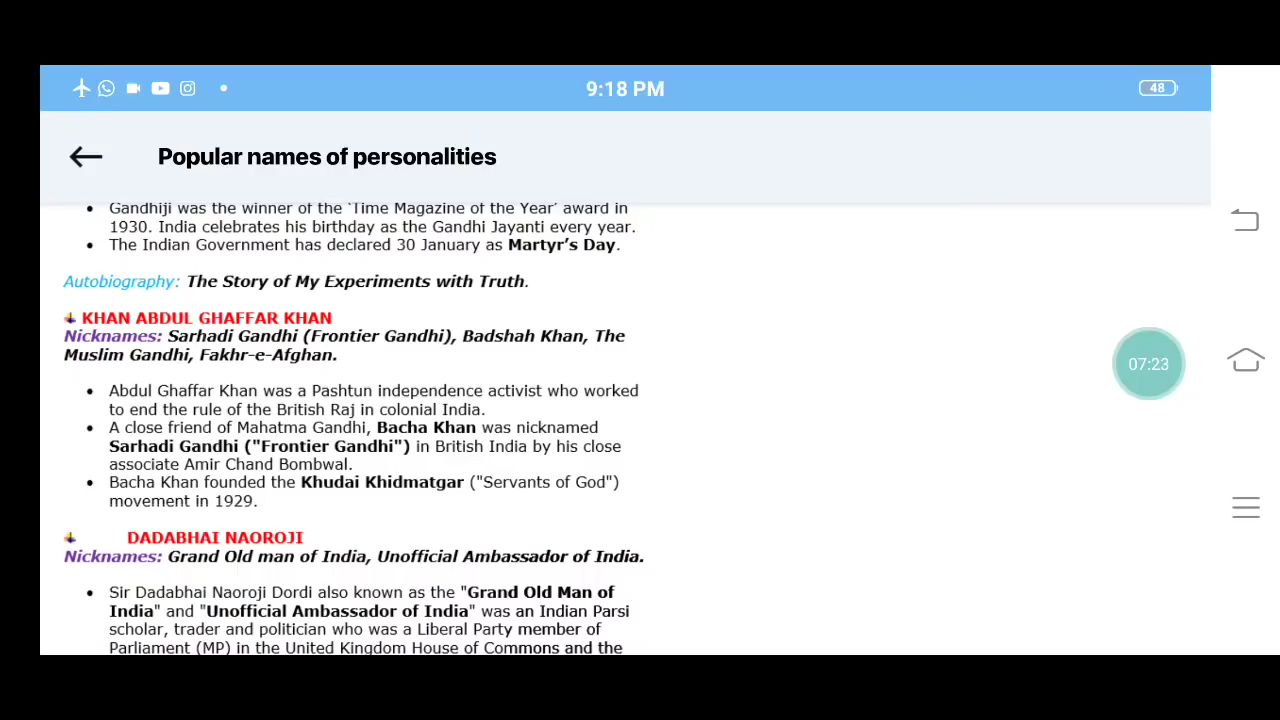 9:18 PM
48
Popular names of personalities
• Gandhiji was the winner of the 'Time Magazine of the Year' award in
1930. India celebrates his birthday as the Gandhi Jayanti every year.
• The Indian Government has declared 30 January as Martyr's Day.
Autobiography: The Story of My Experiments with Truth.
KHAN ABDUL GHAFFAR KHAN
Nicknames: Sarhadi Gandhi (Frontier Gandhi), Badshah Khan, The
Muslim Gandhi, Fakhr-e-Afghan.
• Abdul Ghaffar Khan was a Pashtun independence activist who worked
to end the rule of the British Raj in colonial India.
• A close friend of Mahatma Gandhi, Bacha Khan was nicknamed
Sarhadi Gandhi ("Frontier Gandhi") in British India by his close
associate Amir Chand Bombwal.
• Bacha Khan founded the Khudai Khidmatgar ("Servants of God")
movement in 1929.
07:23
DADABHAI NAOROJI
Nicknames: Grand Old man of India, Unofficial Ambassador of India.
• Sir Dadabhai Naoroji Dordi also known as the "Grand Old Man of
India" and "Unofficial Ambassador of India" was an Indian Parsi
scholar, trader and politician who was a Liberal Party member of
Parliament (MP) in the United Kingdom House of Commons and the